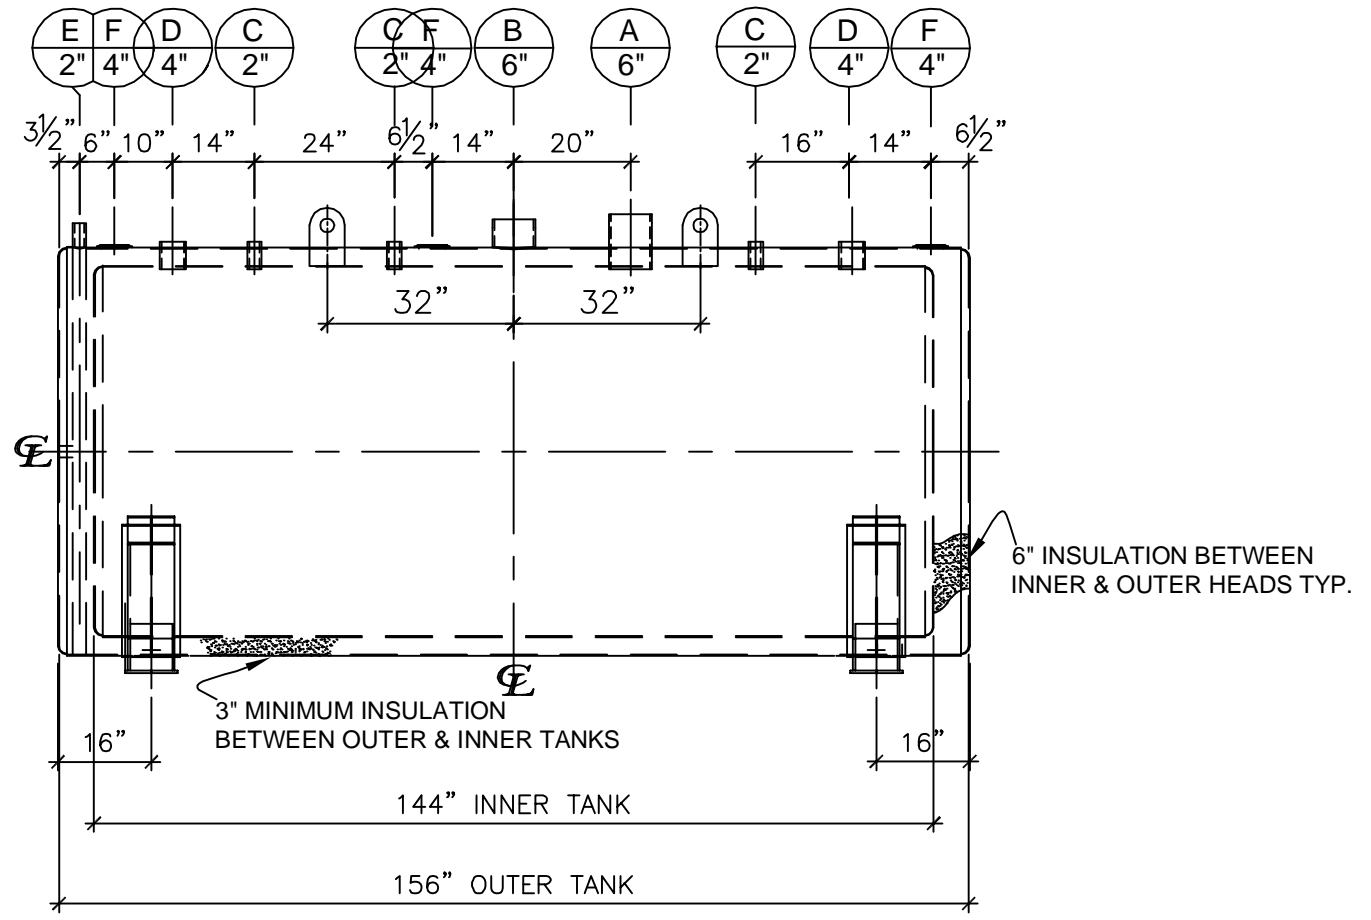 E F D C C F B A C D F
2" 4" 4" 2" 2" 4" 6" 6" 2" 4" 4"
3½” 6” 10” 14” 24” 6½” 14” 20” 16” 14” 6½”
32” 32”
℄
6" INSULATION BETWEEN
INNER & OUTER HEADS TYP.
℄
3" MINIMUM INSULATION
BETWEEN OUTER & INNER TANKS
16” 16”
144” INNER TANK
156” OUTER TANK